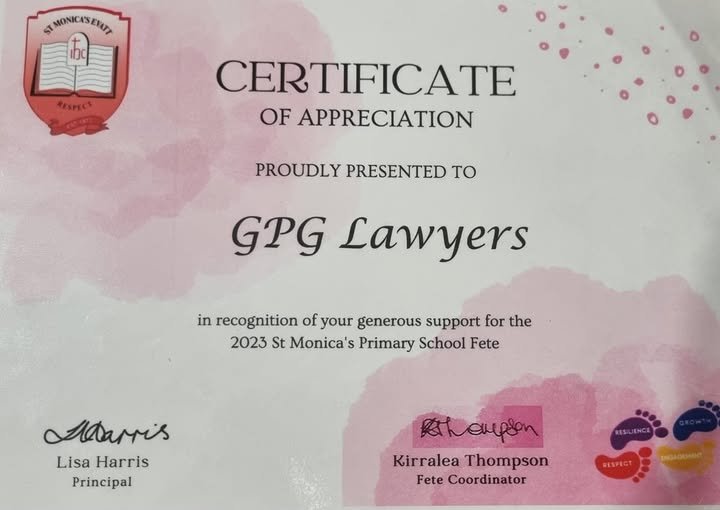 ST MONICA'S EVATT
ihc
RESPECT
CERTIFICATE
OF APPRECIATION
PROUDLY PRESENTED TO
GPG Lawyers
in recognition of your generous support for the
2023 St Monica's Primary School Fete
LHarris
Lisa Harris
Principal
KThompson
Kirralea Thompson
Fete Coordinator
RESILIENCE
GROWTH
RESPECT
ENGAGEMENT